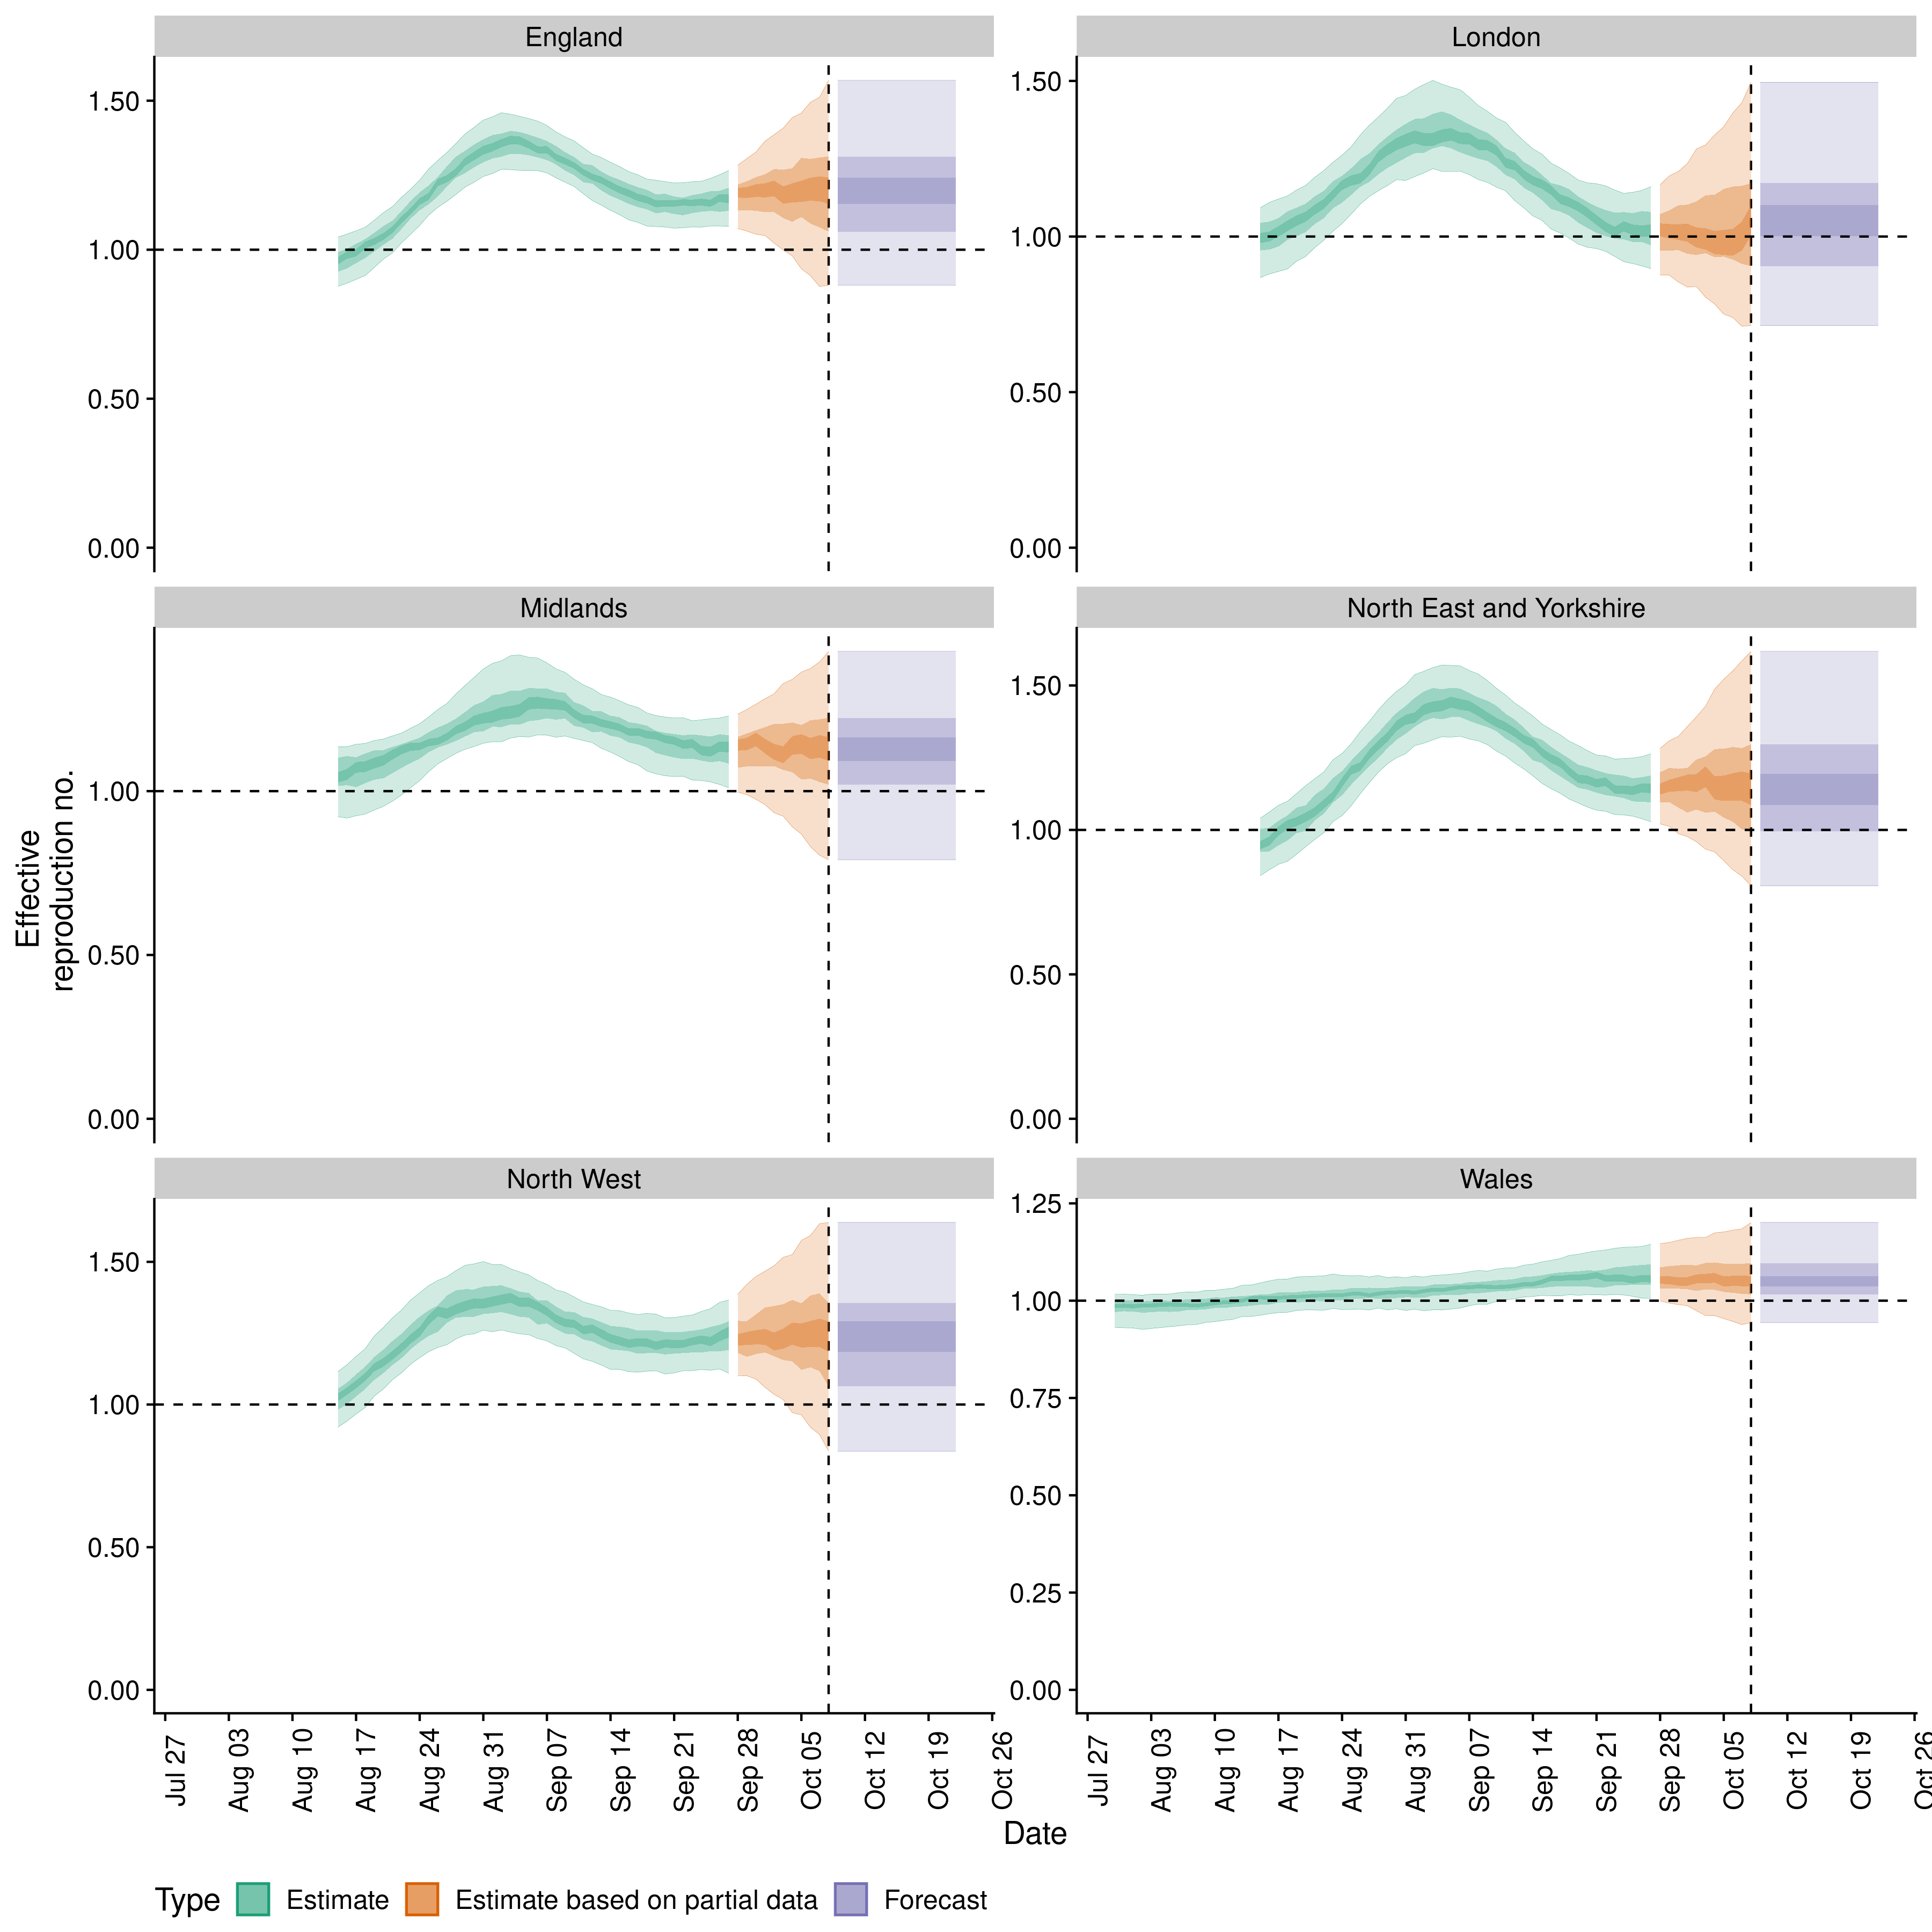 England
London
1.50
1.00
0.50
0.00
1.50
1.00
0.50
0.00
Midlands
North East and Yorkshire
Effective
reproduction no.
1.00
0.50
0.00
1.50
1.00
0.50
0.00
North West
Wales
1.50
1.00
0.50
0.00
1.25
1.00
0.75
0.50
0.25
0.00
Jul 27
Aug 03
Aug 10
Aug 17
Aug 24
Aug 31
Sep 07
Sep 14
Sep 21
Sep 28
Oct 05
Oct 12
Oct 19
Oct 26
Jul 27
Aug 03
Aug 10
Aug 17
Aug 24
Aug 31
Sep 07
Sep 14
Sep 21
Sep 28
Oct 05
Oct 12
Oct 19
Oct 26
Date
Type
Estimate
Estimate based on partial data
Forecast